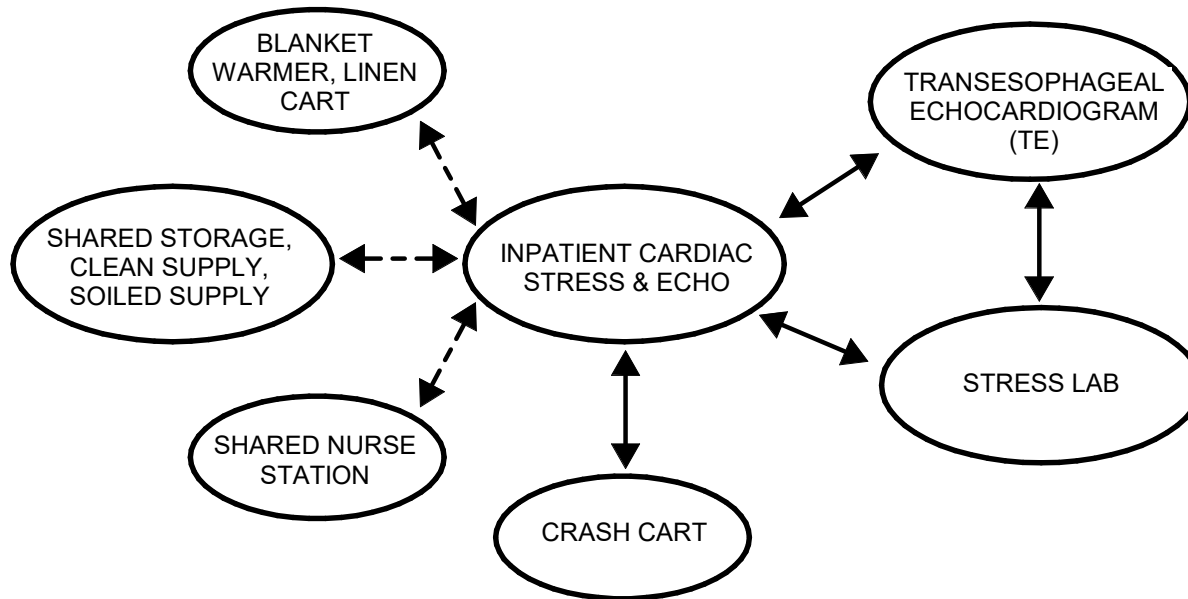 BLANKET
WARMER, LINEN
CART
TRANSESOPHAGEAL
ECHOCARDIOGRAM
(TE)
SHARED STORAGE,
CLEAN SUPPLY,
SOILED SUPPLY
INPATIENT CARDIAC
STRESS & ECHO
STRESS LAB
SHARED NURSE
STATION
CRASH CART